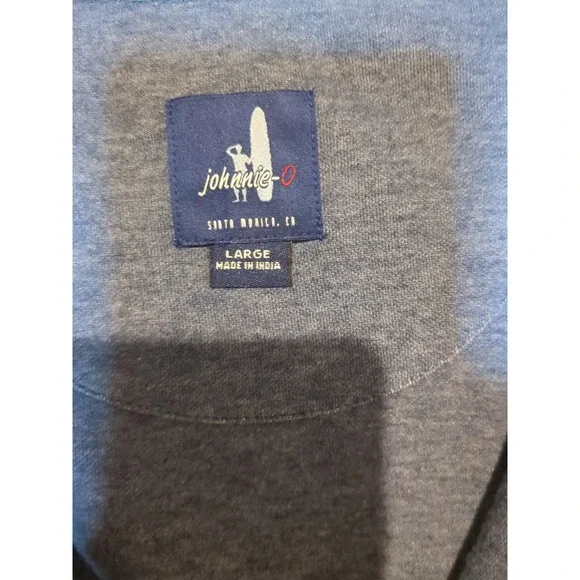 johnnie-O
SANTA MONICA, CA
LARGE
MADE IN INDIA